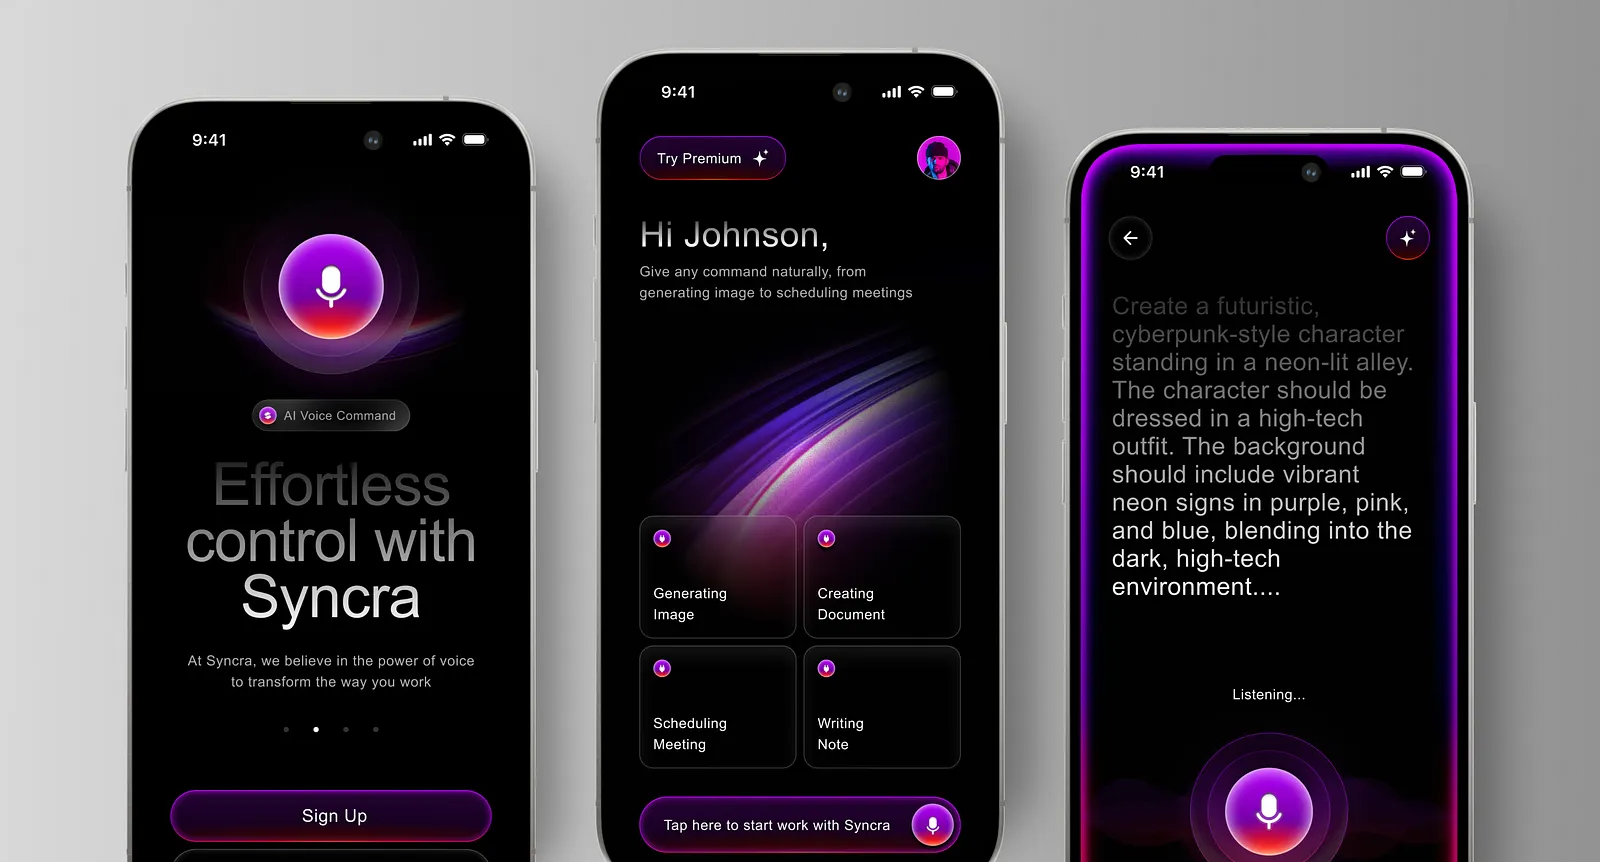 9:41
AI Voice Command
Effortless
control with
Syncra
At Syncra, we believe in the power of voice
to transform the way you work
Sign Up
9:41
Try Premium
Hi Johnson,
Give any command naturally, from
generating image to scheduling meetings
Generating
Image
Creating
Document
Scheduling
Meeting
Writing
Note
Tap here to start work with Syncra
9:41
Create a futuristic,
cyberpunk-style character
standing in a neon-lit alley.
The character should be
dressed in a high-tech
outfit. The background
should include vibrant
neon signs in purple, pink,
and blue, blending into the
dark, high-tech
environment....
Listening...